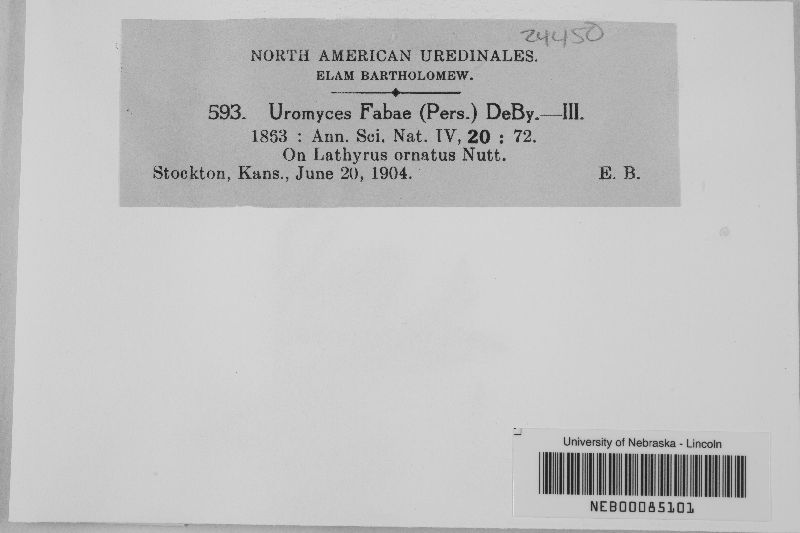 24450
NORTH AMERICAN UREDINALES.
ELAM BARTHOLOMEW.
593. Uromyces Fabae (Pers.) DeBy.—III.
1863 : Ann. Sci. Nat. IV, 20 : 72.
On Lathyrus ornatus Nutt.
Stockton, Kans., June 20, 1904. E. B.
University of Nebraska - Lincoln
NEB00085101